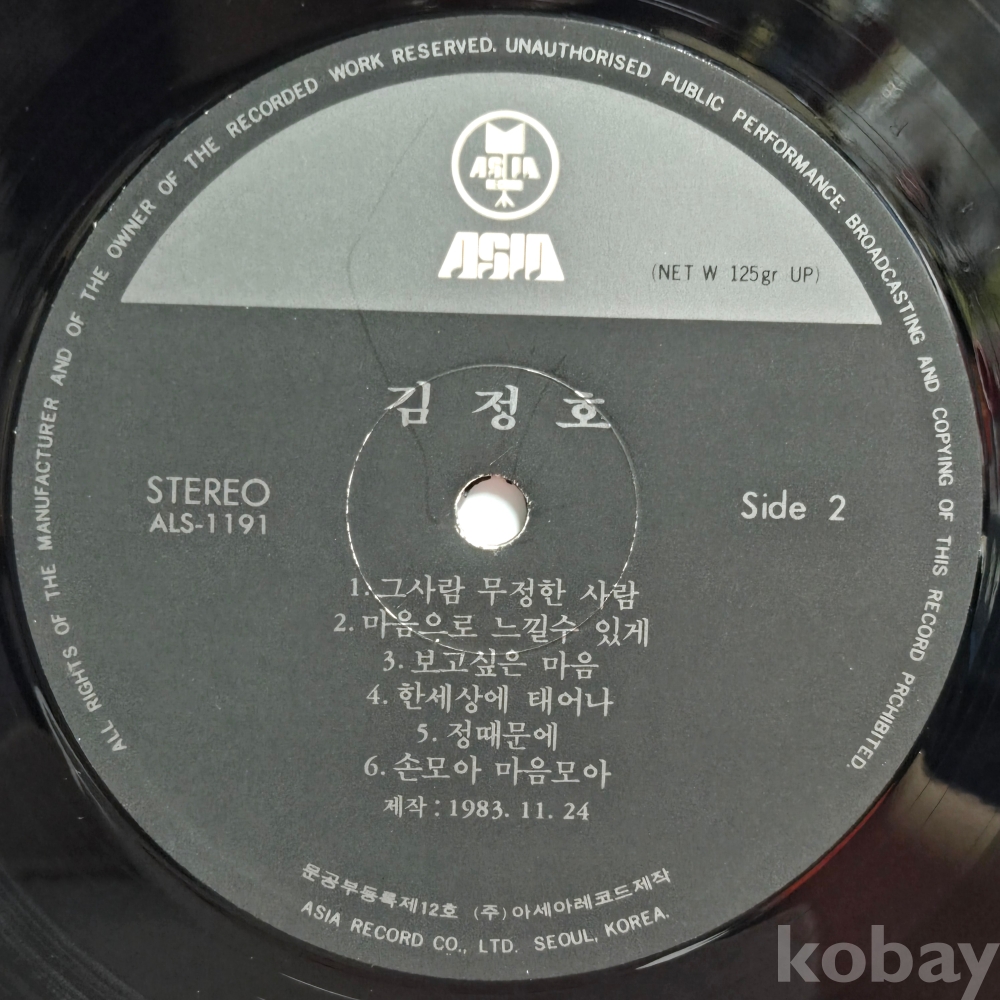 ALL RIGHTS OF THE MANUFACTURER AND OF THE OWNER OF THE RECORDED WORK RESERVED. UNAUTHORISED PUBLIC PERFORMANCE. BROADCASTING AND COPYING OF THIS RECORD PRCHIBITED.
ASIA
ASIA
(NET W 125gr UP)
김 정 호
STEREO
ALS-1191
Side 2
1. 그사람 무정한 사람
2. 마음으로 느낄수 있게
3. 보고싶은 마음
4. 한세상에 태어나
5. 정때문에
6. 손모아 마음모아
제작 : 1983. 11. 24
문공부등록제12호 (주)아세아레코드제작
ASIA RECORD CO., LTD. SEOUL, KOREA.
kobay